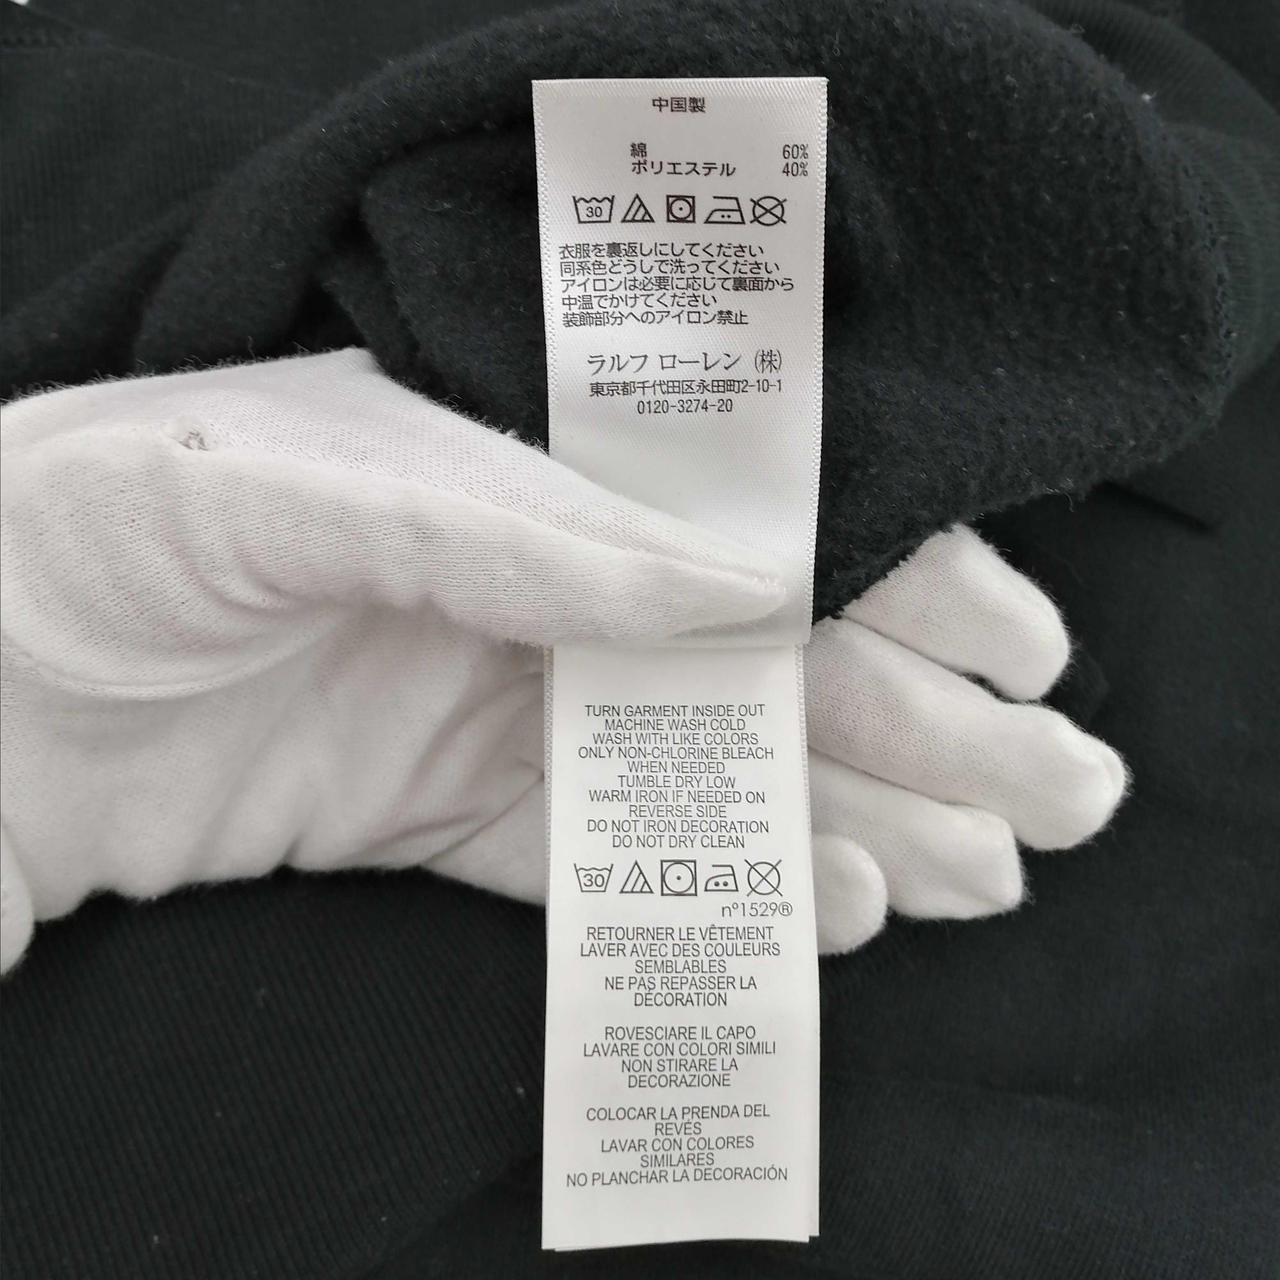 中国製
綿 60%
ポリエステル 40%
30
衣服を裏返しにしてください
同系色どうしで洗ってください
アイロンは必要に応じて裏面から
中温でかけてください
装飾部分へのアイロン禁止
ラルフ ローレン (株)
東京都千代田区永田町2-10-1
0120-3274-20
TURN GARMENT INSIDE OUT
MACHINE WASH COLD
WASH WITH LIKE COLORS
ONLY NON-CHLORINE BLEACH
WHEN NEEDED
TUMBLE DRY LOW
WARM IRON IF NEEDED ON
REVERSE SIDE
DO NOT IRON DECORATION
DO NOT DRY CLEAN
30
nº1529®
RETOURNER LE VÊTEMENT
LAVER AVEC DES COULEURS
SEMBLABLES
NE PAS REPASSER LA
DÉCORATION
ROVESCIARE IL CAPO
LAVARE CON COLORI SIMILI
NON STIRARE LA
DECORAZIONE
COLOCAR LA PRENDA DEL
REVÉS
LAVAR CON COLORES
SIMILARES
NO PLANCHAR LA DECORACIÓN